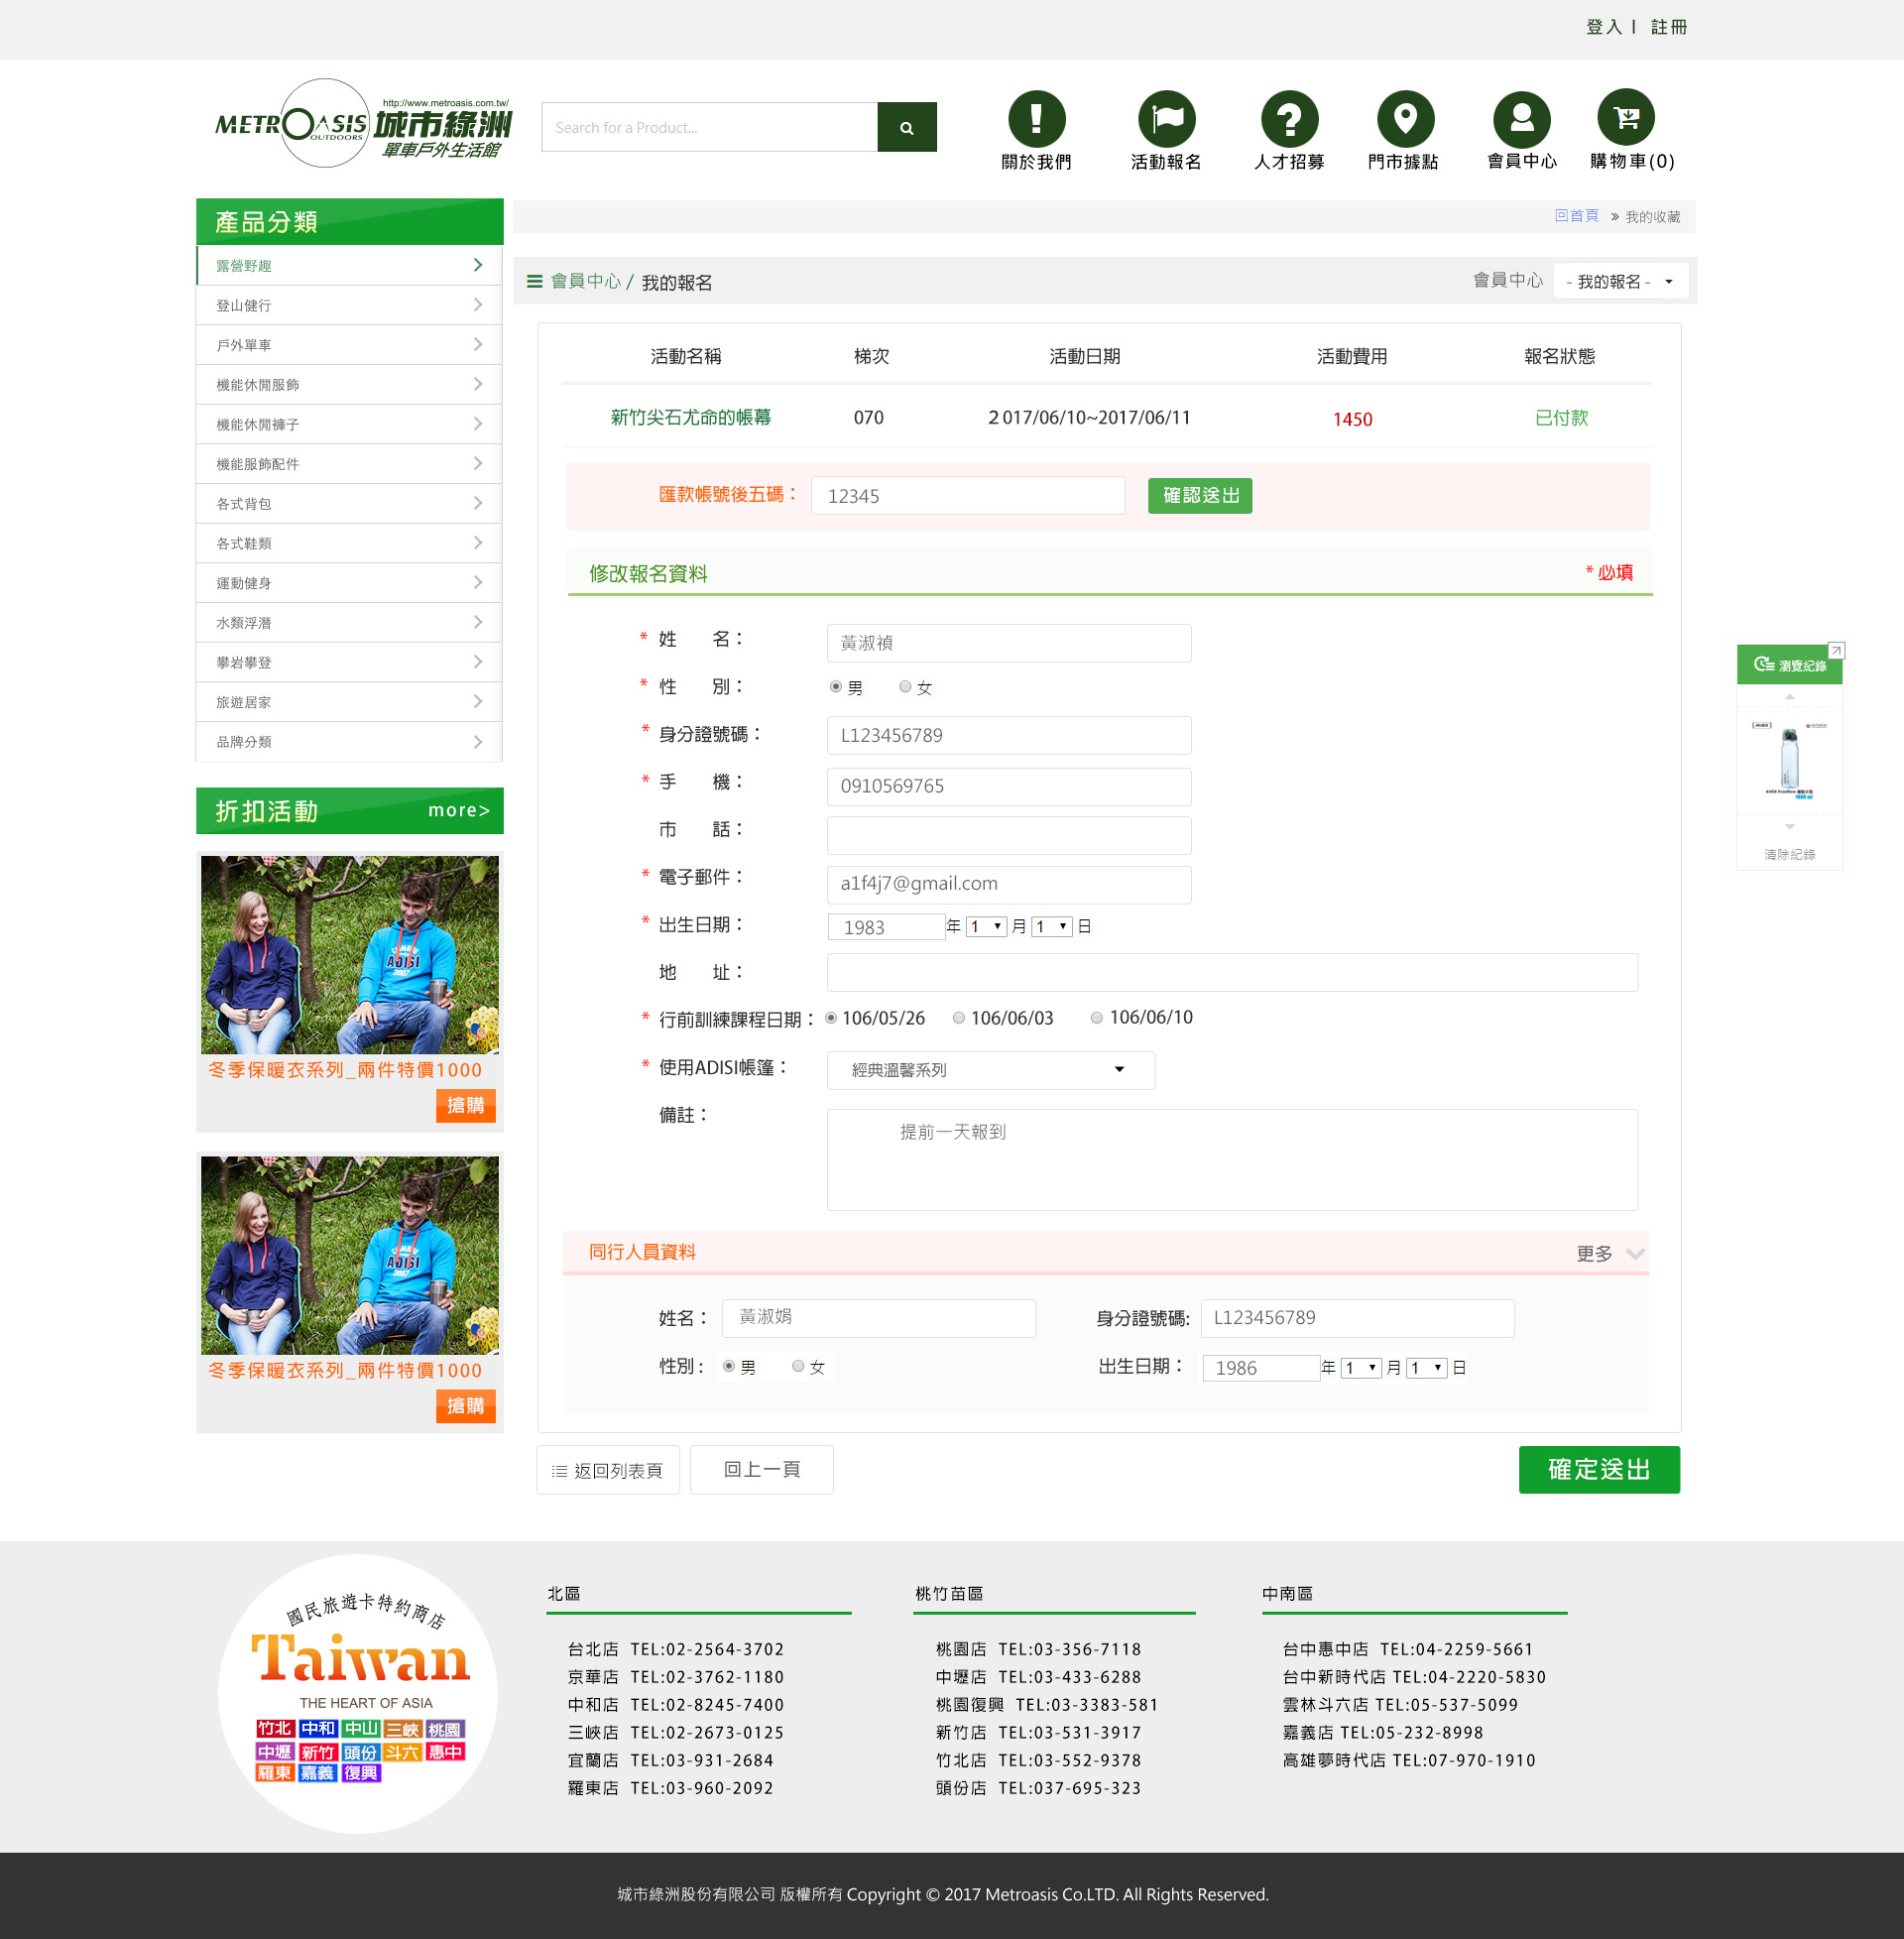 登入 | 註冊
http://www.metroasis.com.tw/
METROASIS 城市綠洲
OUTDOORS
單車戶外生活館
Search for a Product...
關於我們 活動報名 人才招募 門市據點 會員中心 購物車(0)
產品分類
回首頁 » 我的收藏
露營野趣
登山健行
戶外單車
機能休閒服飾
機能休閒褲子
機能服飾配件
各式背包
各式鞋類
運動健身
水類浮潛
攀岩攀登
旅遊居家
品牌分類
折扣活動 more>
ADISI
2007
冬季保暖衣系列_兩件特價1000
搶購
ADISI
2007
冬季保暖衣系列_兩件特價1000
搶購
會員中心 / 我的報名 會員中心 - 我的報名 -
活動名稱 梯次 活動日期 活動費用 報名狀態
新竹尖石尤命的帳幕 070 2 017/06/10~2017/06/11 1450 已付款
匯款帳號後五碼： 12345 確認送出
修改報名資料 * 必填
* 姓 名： 黃淑禎
* 性 別： 男 女
* 身分證號碼： L123456789
* 手 機： 0910569765
市 話：
* 電子郵件： a1f4j7@gmail.com
* 出生日期： 1983 年 1 月 1 日
地 址：
* 行前訓練課程日期： 106/05/26 106/06/03 106/06/10
* 使用ADISI帳篷： 經典溫馨系列
備註： 提前一天報到
同行人員資料 更多
姓名： 黃淑娟 身分證號碼: L123456789
性別 : 男 女 出生日期： 1986 年 1 月 1 日
返回列表頁 回上一頁 確定送出
瀏覽紀錄
AVEX
1000 ml
清除紀錄
國民旅遊卡特約商店
Taiwan
THE HEART OF ASIA
竹北 中和 中山 三峽 桃園
中壢 新竹 頭份 斗六 惠中
羅東 嘉義 復興
北區
台北店 TEL:02-2564-3702
京華店 TEL:02-3762-1180
中和店 TEL:02-8245-7400
三峽店 TEL:02-2673-0125
宜蘭店 TEL:03-931-2684
羅東店 TEL:03-960-2092
桃竹苗區
桃園店 TEL:03-356-7118
中壢店 TEL:03-433-6288
桃園復興 TEL:03-3383-581
新竹店 TEL:03-531-3917
竹北店 TEL:03-552-9378
頭份店 TEL:037-695-323
中南區
台中惠中店 TEL:04-2259-5661
台中新時代店 TEL:04-2220-5830
雲林斗六店 TEL:05-537-5099
嘉義店 TEL:05-232-8998
高雄夢時代店 TEL:07-970-1910
城市綠洲股份有限公司 版權所有 Copyright © 2017 Metroasis Co.LTD. All Rights Reserved.